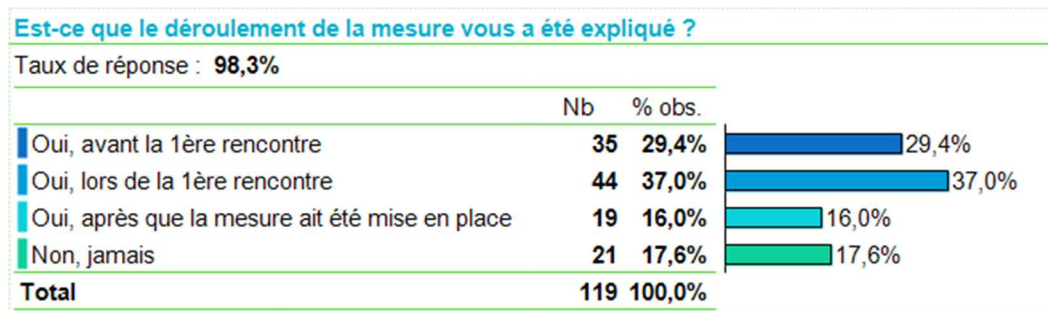 Est-ce que le déroulement de la mesure vous a été expliqué ?
Taux de réponse : 98,3%
Nb % obs.
Oui, avant la 1ère rencontre 35 29,4% 29,4%
Oui, lors de la 1ère rencontre 44 37,0% 37,0%
Oui, après que la mesure ait été mise en place 19 16,0% 16,0%
Non, jamais 21 17,6% 17,6%
Total 119 100,0%